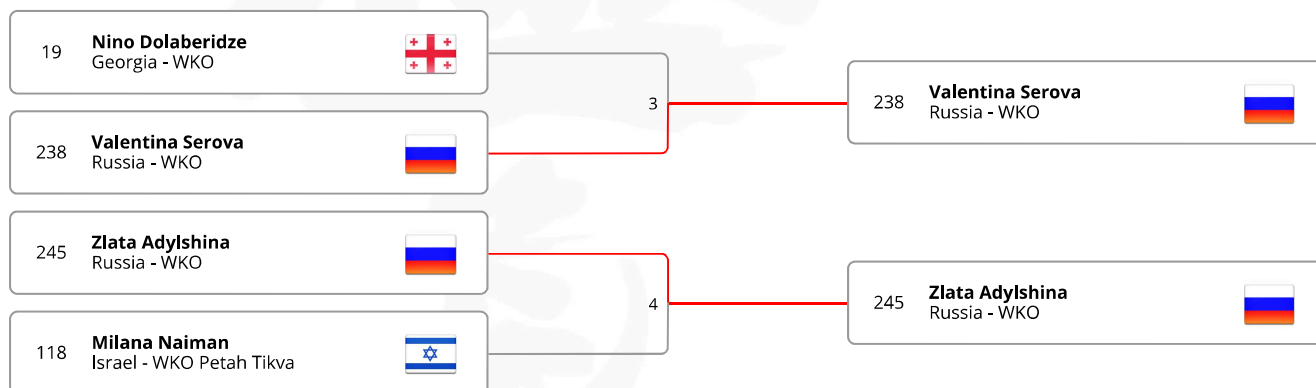 19
Nino Dolaberidze
Georgia - WKO
238
Valentina Serova
Russia - WKO
3
238
Valentina Serova
Russia - WKO
245
Zlata Adylshina
Russia - WKO
118
Milana Naiman
Israel - WKO Petah Tikva
4
245
Zlata Adylshina
Russia - WKO